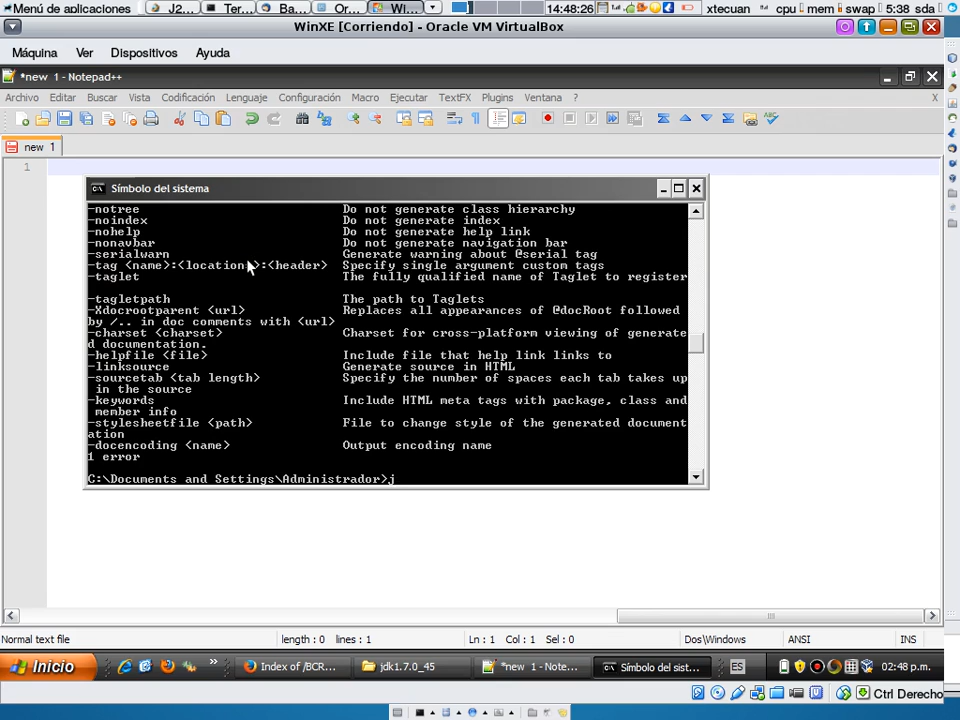 Menú de aplicaciones J2... Ter... Ba... Or... Wi... 14:48:26 xtecuan cpu mem swap 5:38 sda
WinXE [Corriendo] - Oracle VM VirtualBox
Máquina Ver Dispositivos Ayuda
*new 1 - Notepad++
Archivo Editar Buscar Vista Codificación Lenguaje Configuración Macro Ejecutar TextFX Plugins Ventana ? X
new 1
1
Símbolo del sistema
-notree Do not generate class hierarchy
-noindex Do not generate index
-nohelp Do not generate help link
-nonavbar Do not generate navigation bar
-serialwarn Generate warning about @serial tag
-tag <name>:<locations>:<header> Specify single argument custom tags
-taglet The fully qualified name of Taglet to register
-tagletpath The path to Taglets
-Xdocrootparent <url> Replaces all appearances of @docRoot followed
by /.. in doc comments with <url>
-charset <charset> Charset for cross-platform viewing of generate
d documentation.
-helpfile <file> Include file that help link links to
-linksource Generate source in HTML
-sourcetab <tab length> Specify the number of spaces each tab takes up
in the source
-keywords Include HTML meta tags with package, class and
member info
-stylesheetfile <path> File to change style of the generated document
ation
-docencoding <name> Output encoding name
1 error
C:\Documents and Settings\Administrador>j
Normal text file length : 0 lines : 1 Ln : 1 Col : 1 Sel : 0 Dos\Windows ANSI INS
Inicio » Index of /BCR... jdk1.7.0_45 *new 1 - Note... Símbolo del sist... ES 02:48 p.m.
Ctrl Derecho